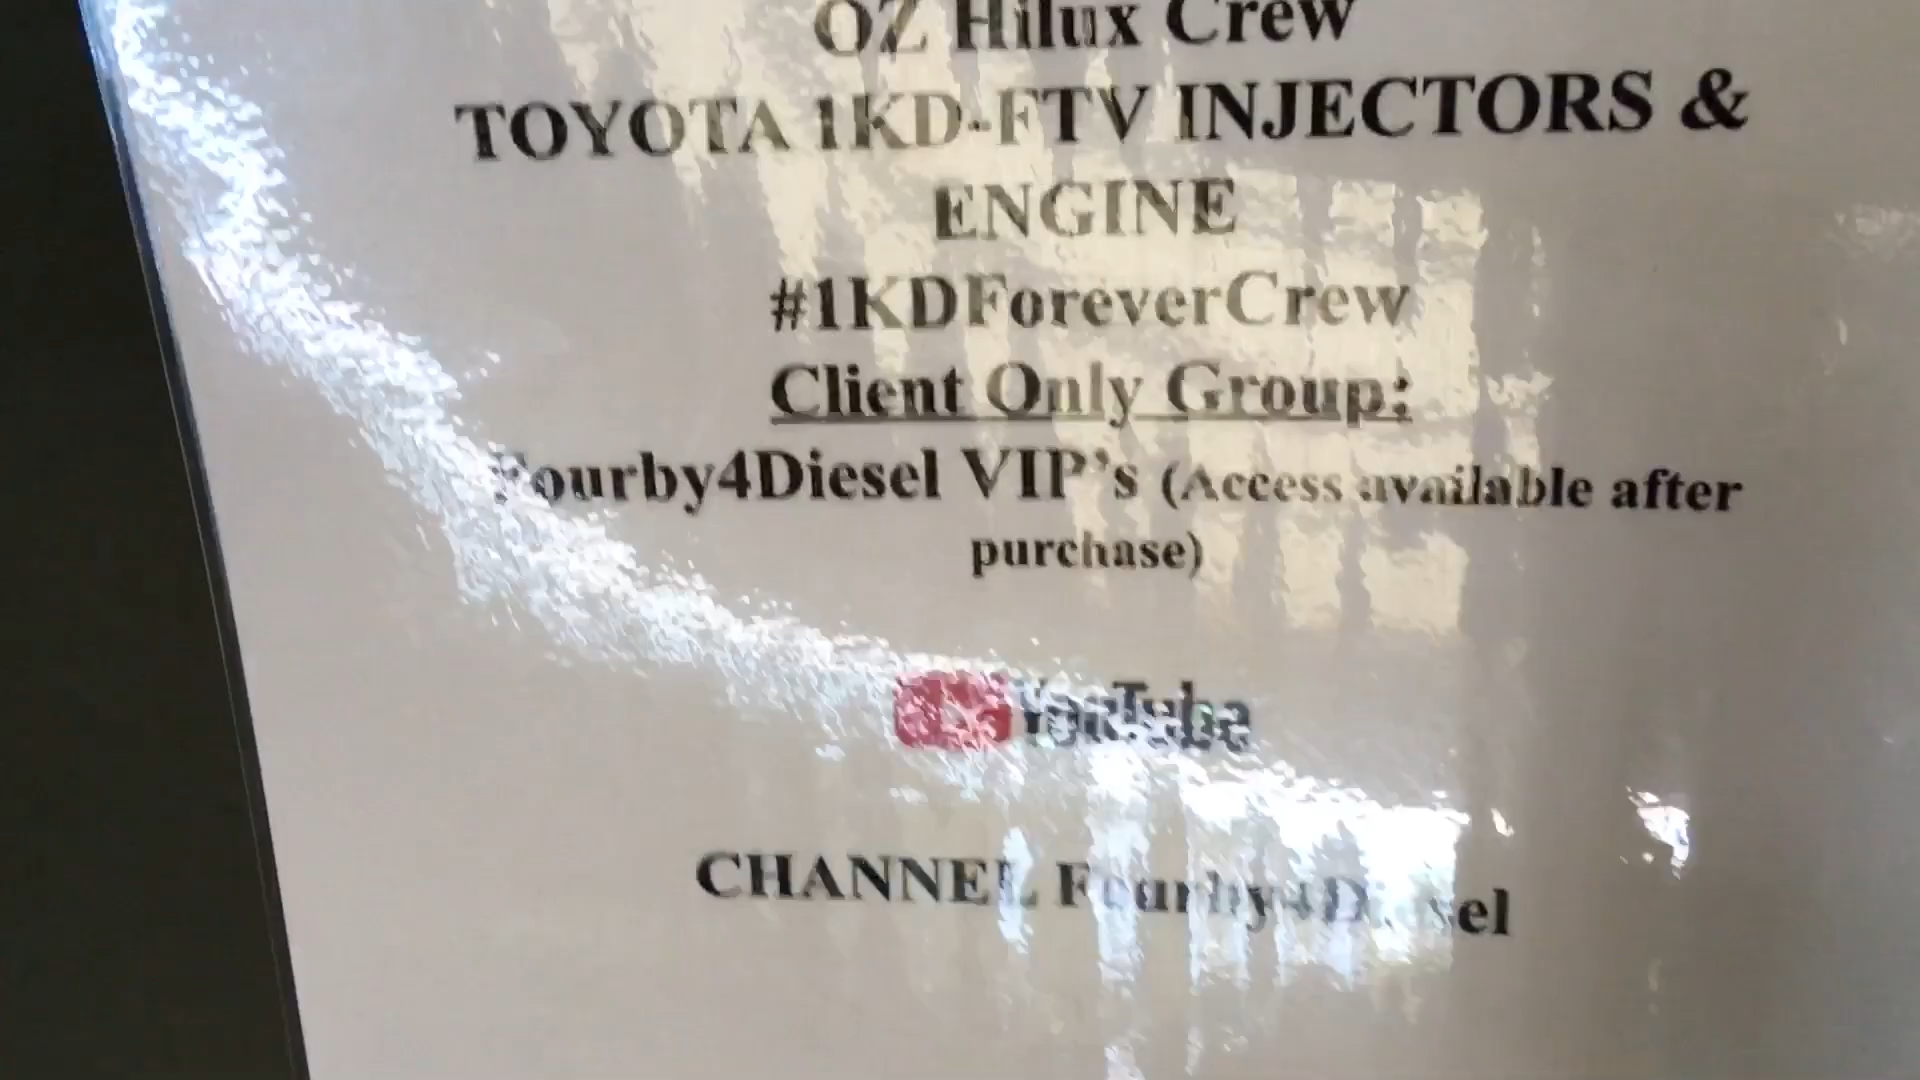 OZ Hilux Crew
TOYOTA 1KD-FTV INJECTORS &
ENGINE
#1KDForeverCrew
Client Only Group:
Fourby4Diesel VIP's (Access available after
purchase)
YouTube
CHANNEL Fourby4Diesel